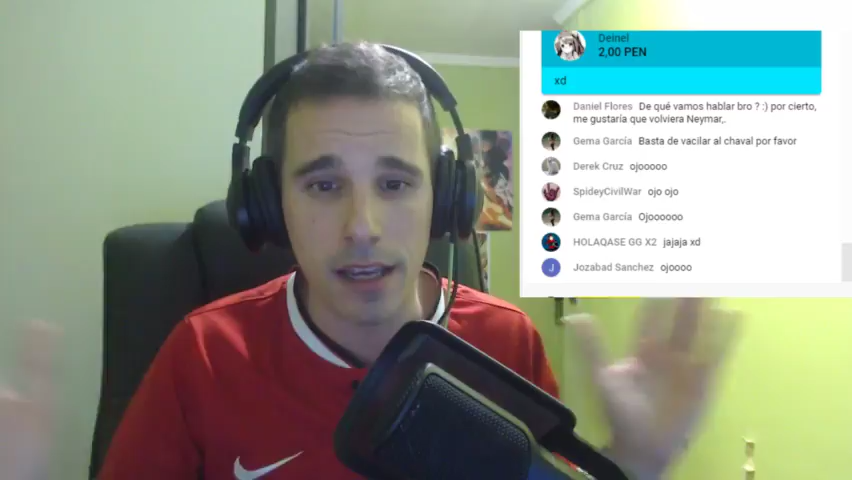 Deinel
2,00 PEN
xd
Daniel Flores De qué vamos hablar bro ? :) por cierto,
me gustaría que volviera Neymar,.
Gema García Basta de vacilar al chaval por favor
Derek Cruz ojooooo
SpideyCivilWar ojo ojo
Gema García Ojoooooo
HOLAQASE GG X2 jajaja xd
J Jozabad Sanchez ojoooo